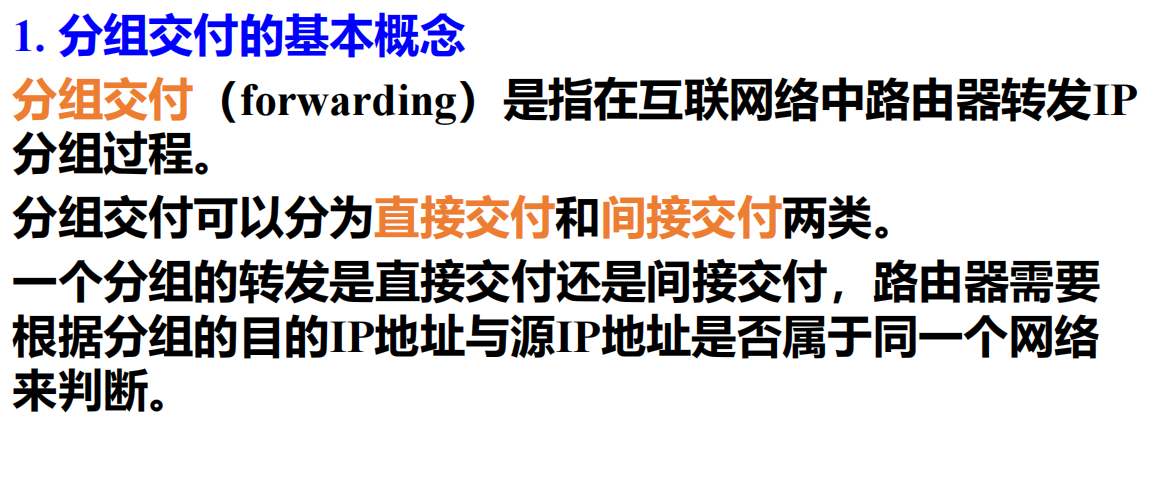 1. 分组交付的基本概念
分组交付（forwarding）是指在互联网络中路由器转发IP
分组过程。
分组交付可以分为直接交付和间接交付两类。
一个分组的转发是直接交付还是间接交付，路由器需要
根据分组的目的IP地址与源IP地址是否属于同一个网络
来判断。